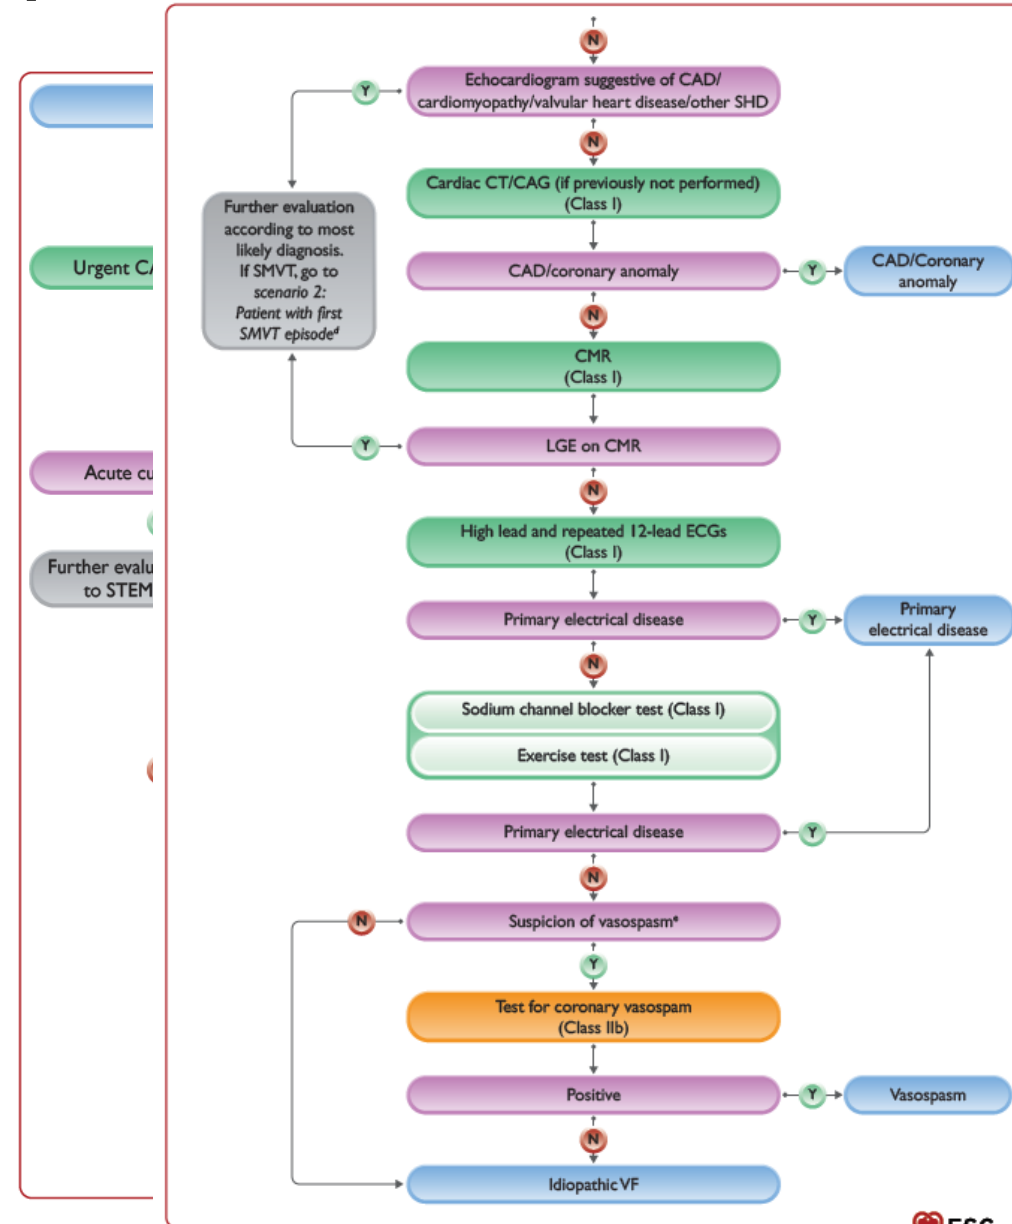 N
Echocardiogram suggestive of CAD/
cardiomyopathy/valvular heart disease/other SHD
Y
N
Cardiac CT/CAG (if previously not performed)
(Class I)
Further evaluation
according to most
likely diagnosis.
If SMVT, go to
scenario 2:
Patient with first
SMVT episodeᵈ
CAD/coronary anomaly
Y
CAD/Coronary
anomaly
N
CMR
(Class I)
LGE on CMR
Y
N
High lead and repeated 12-lead ECGs
(Class I)
Primary electrical disease
Y
Primary
electrical disease
N
Sodium channel blocker test (Class I)
Exercise test (Class I)
Primary electrical disease
Y
N
Suspicion of vasospasmᵉ
N
Y
Test for coronary vasospam
(Class IIb)
Positive
Y
Vasospasm
N
Idiopathic VF
Urgent CA
Acute cu
Further evalu
to STEM